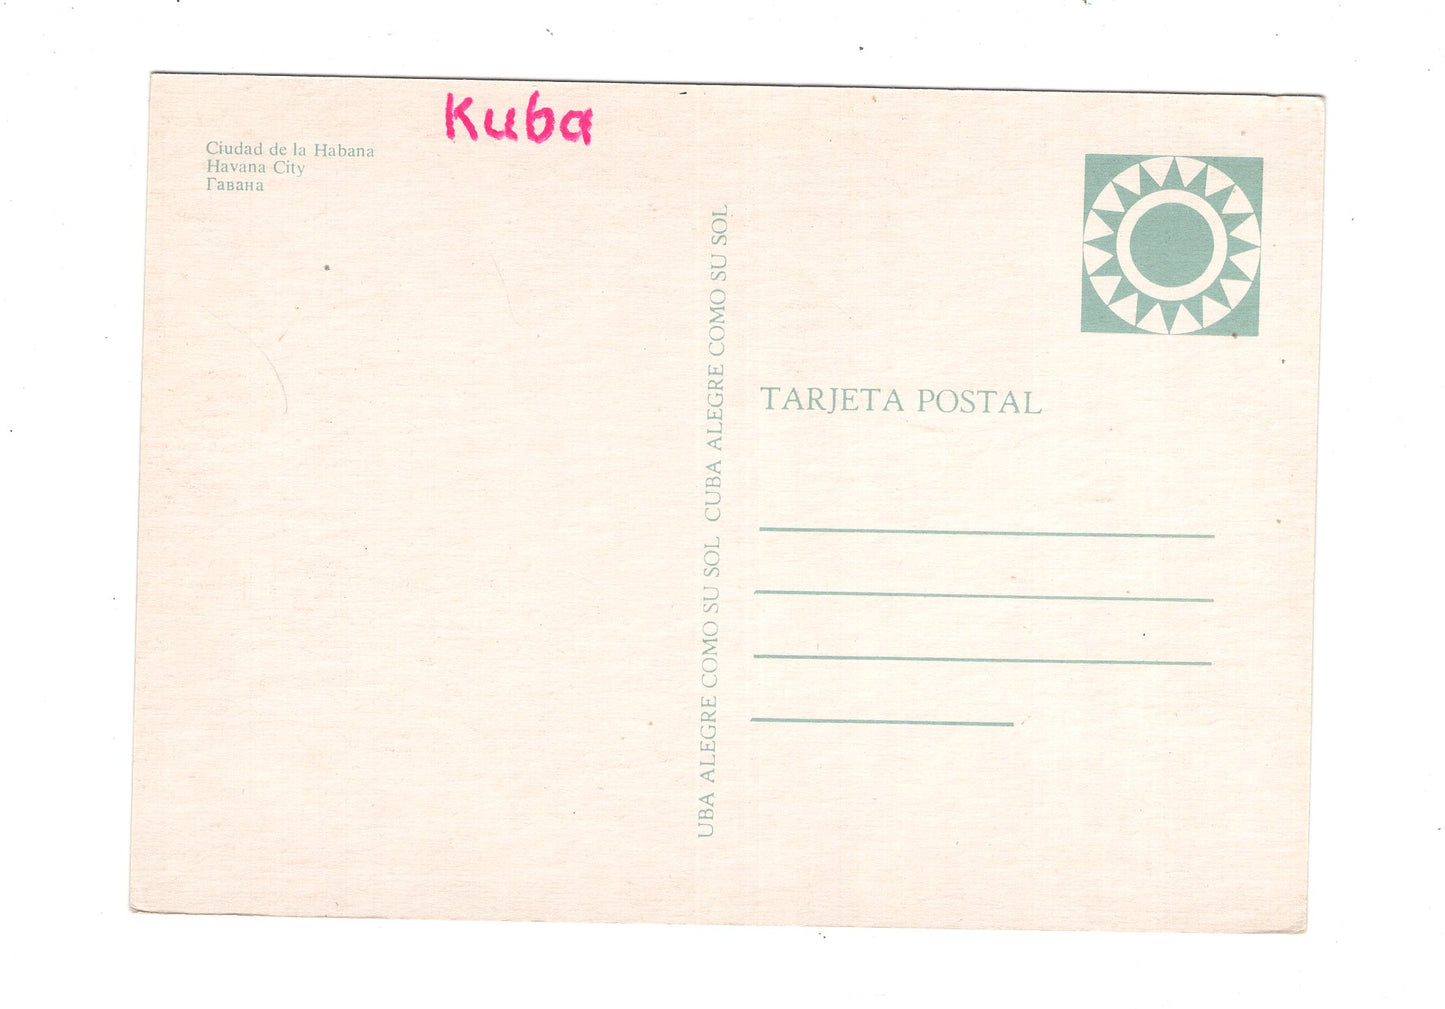 Kuba
Ciudad de la Habana
Havana City
Гавана
UBA ALEGRE COMO SU SOL CUBA ALEGRE COMO SU SOL
TARJETA POSTAL